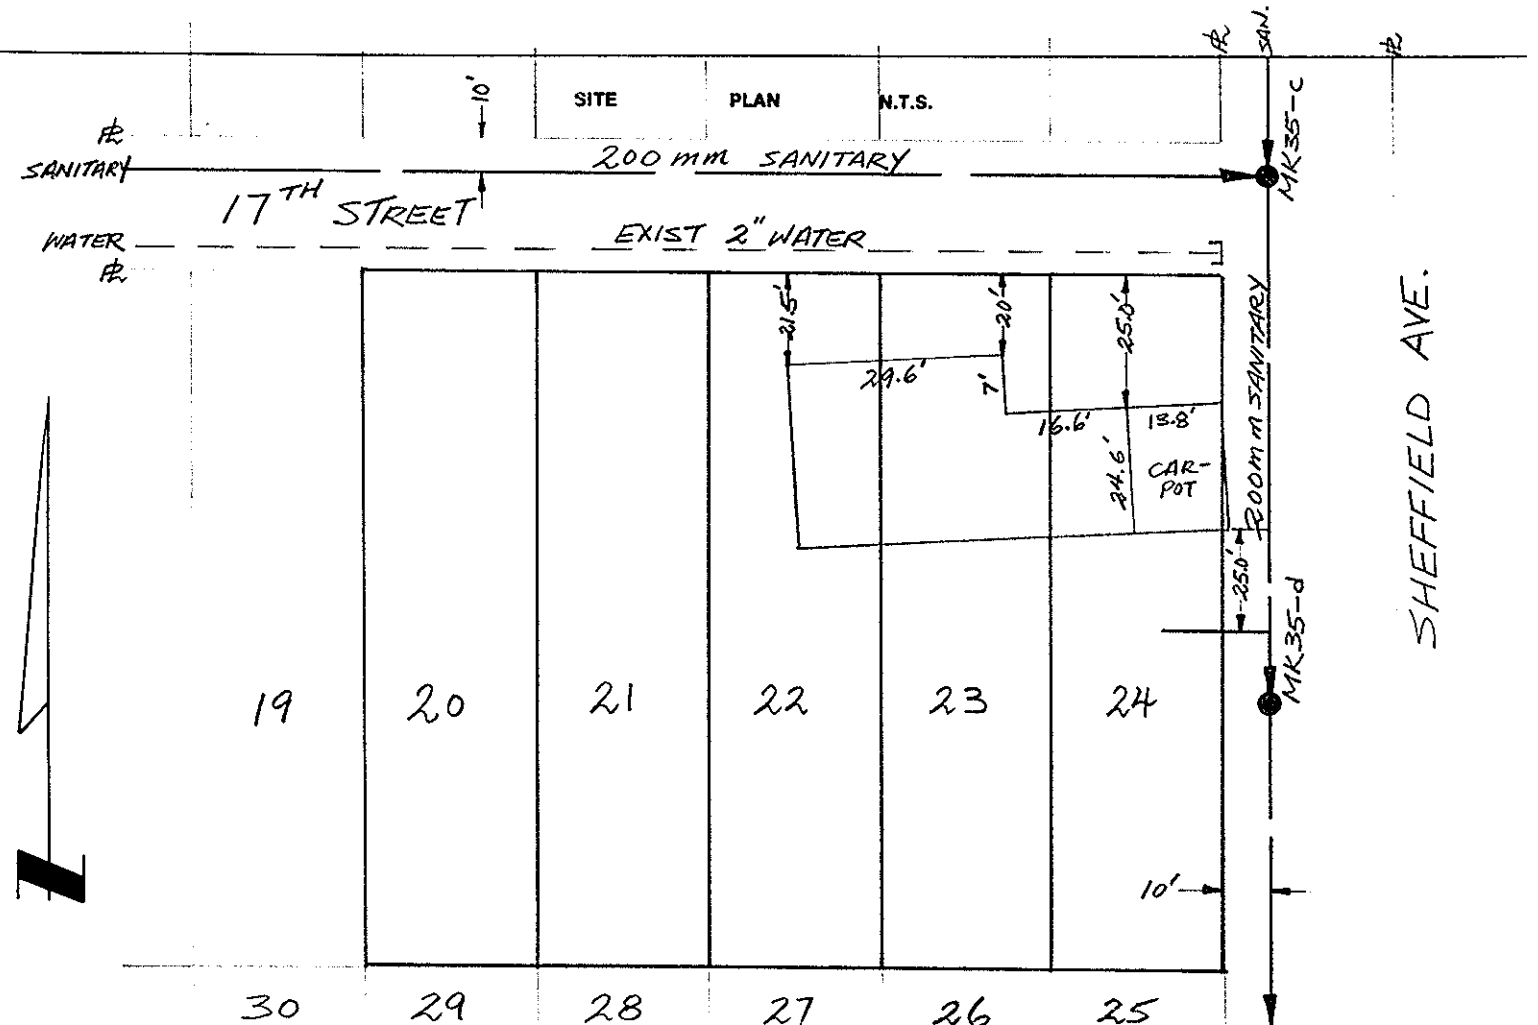 ℄ SAN. ℄
SITE PLAN N.T.S.
10'
MK35-C
℄
SANITARY
200 mm SANITARY
17TH STREET
WATER
EXIST 2" WATER
℄
21.5'
20'
25.0'
29.6'
7'
16.6'
13.8'
24.6'
CAR-
POT
200mm SANITARY
SHEFFIELD AVE.
25.0'
MK35-d
19 20 21 22 23 24
10'
30 29 28 27 26 25